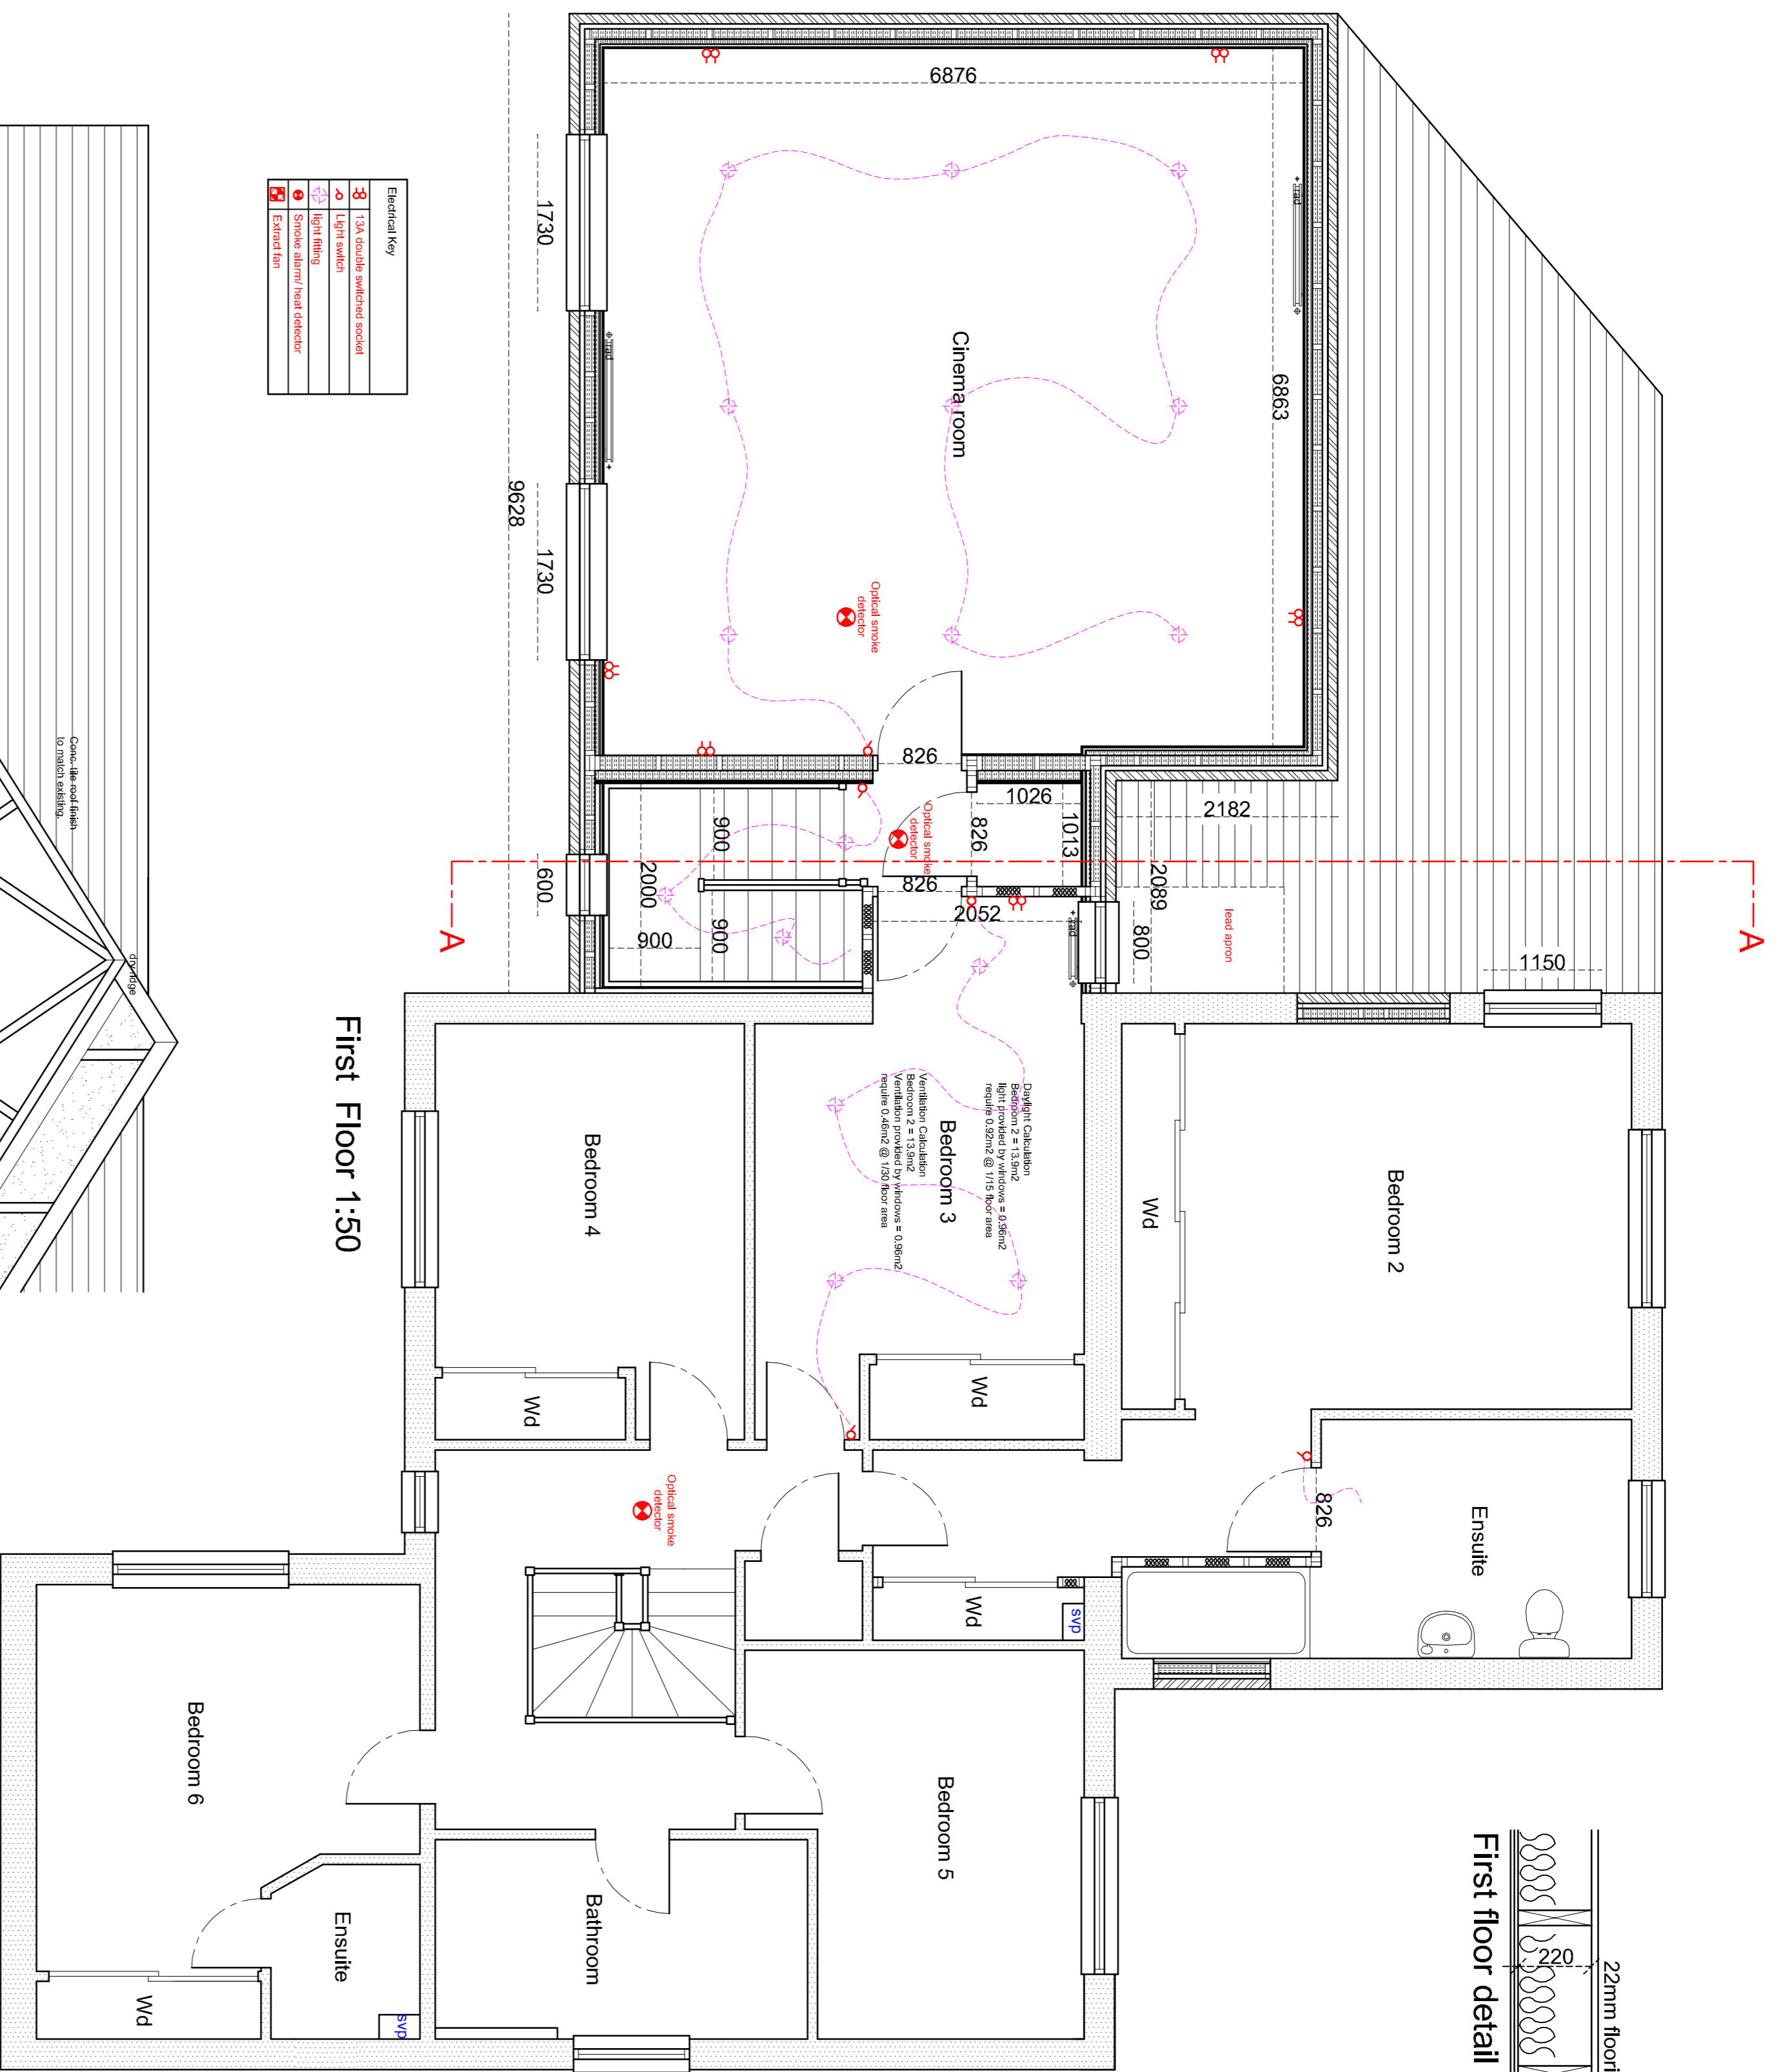 A
A
1150
lead apron
2182
2089
800
6876
6863
rad
Cinema room
Optical smoke
detector
826
1026
1013
Optical smoke
detector
826
826
2052
rad
900
2000
900
900
600
rad
1730
1730
9628
Electrical Key
13A double switched socket
Light switch
light fitting
Smoke alarm/ heat detector
Extract fan
Bedroom 2
Wd
Ensuite
826
Daylight Calculation
Bedroom 2 = 13.9m2
light provided by windows = 0.96m2
require 0.92m2 @ 1/15 floor area
Bedroom 3
Ventilation Calculation
Bedroom 2 = 13.9m2
Ventilation provided by windows = 0.96m2
require 0.46m2 @ 1/30 floor area
Wd
Wd
svp
Bedroom 4
Wd
Optical smoke
detector
Bedroom 5
Bathroom
Bedroom 6
Ensuite
svp
Wd
First Floor 1:50
Conc. tile roof finish
to match existing.
dry ridge
22mm floori
220
First floor detail